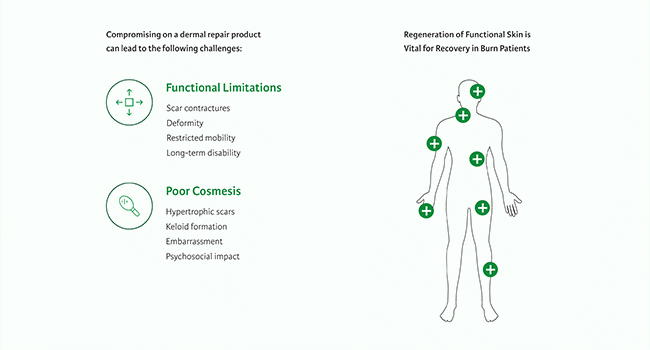 Compromising on a dermal repair product
can lead to the following challenges:
Functional Limitations
Scar contractures
Deformity
Restricted mobility
Long-term disability
Poor Cosmesis
Hypertrophic scars
Keloid formation
Embarrassment
Psychosocial impact
Regeneration of Functional Skin is
Vital for Recovery in Burn Patients